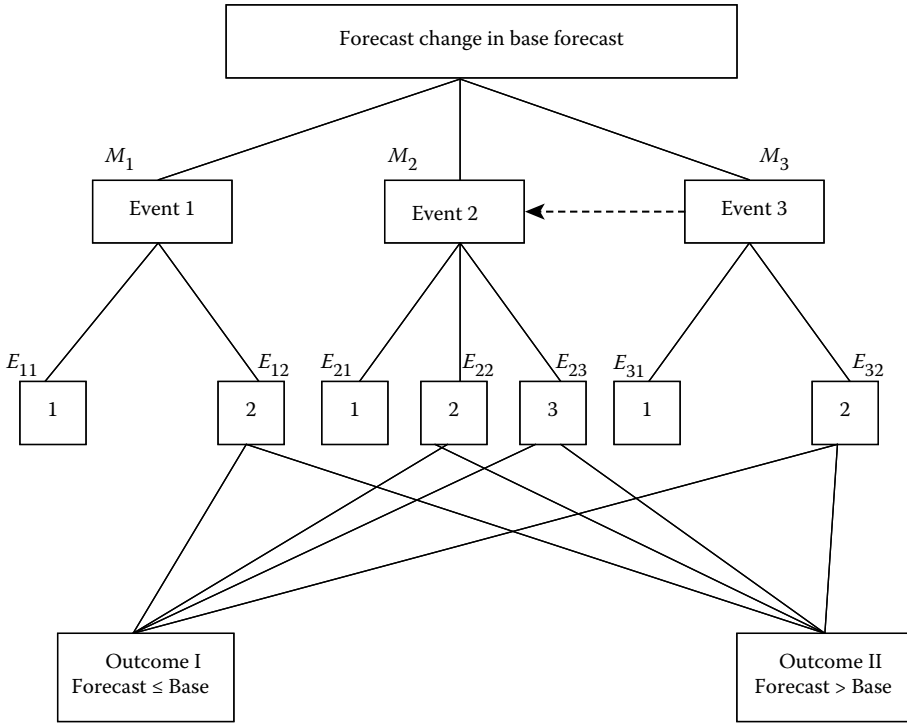 Forecast change in base forecast
M1
M2
M3
Event 1
Event 2
Event 3
E11
E12
E21
E22
E23
E31
E32
1
2
1
2
3
1
2
Outcome I
Forecast ≤ Base
Outcome II
Forecast > Base